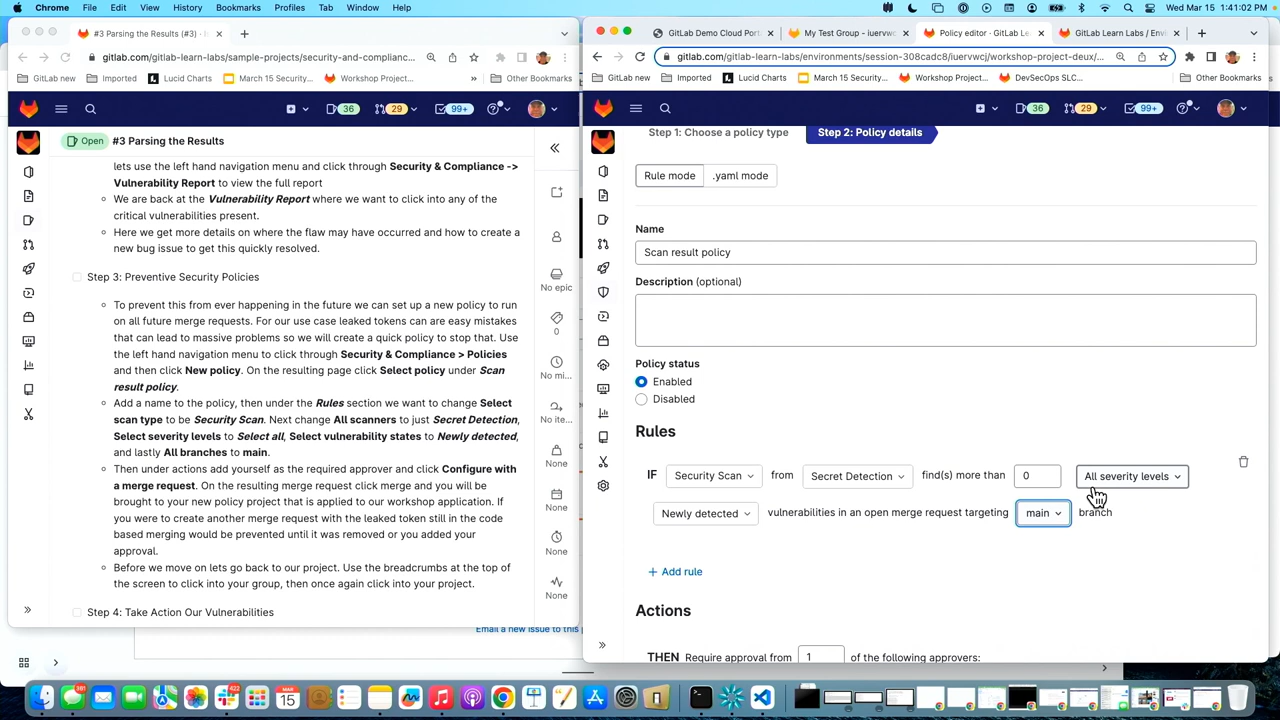 Chrome File Edit View History Bookmarks Profiles Tab Window Help
Wed Mar 15 1:41:02 PM
#3 Parsing the Results (#3) · I
gitlab.com/gitlab-learn-labs/sample-projects/security-and-complianc...
GitLab new Imported Lucid Charts March 15 Security... Workshop Project... » Other Bookmarks
36 29 99+
Open #3 Parsing the Results
lets use the left hand navigation menu and click through Security & Compliance ->
Vulnerability Report to view the full report
We are back at the Vulnerability Report where we want to click into any of the
critical vulnerabilities present.
Here we get more details on where the flaw may have occurred and how to create a
new bug issue to get this quickly resolved.
Step 3: Preventive Security Policies
To prevent this from ever happening in the future we can set up a new policy to run
on all future merge requests. For our use case leaked tokens can are easy mistakes
that can lead to massive problems so we will create a quick policy to stop that. Use
the left hand navigation menu to click through Security & Compliance > Policies
and then click New policy. On the resulting page click Select policy under Scan
result policy.
Add a name to the policy, then under the Rules section we want to change Select
scan type to be Security Scan. Next change All scanners to just Secret Detection,
Select severity levels to Select all, Select vulnerability states to Newly detected,
and lastly All branches to main.
Then under actions add yourself as the required approver and click Configure with
a merge request. On the resulting merge request click merge and you will be
brought to your new policy project that is applied to our workshop application. If
you were to create another merge request with the leaked token still in the code
based merging would be prevented until it was removed or you added your
approval.
Before we move on lets go back to our project. Use the breadcrumbs at the top of
the screen to click into your group, then once again click into your project.
Step 4: Take Action Our Vulnerabilities
No epic
0
No mi...
No ite...
None
None
None
None
Email a new issue to this
GitLab Demo Cloud Port
My Test Group · iuervwc
Policy editor · GitLab Le
GitLab Learn Labs / Envi
gitlab.com/gitlab-learn-labs/environments/session-308cadc8/iuervwcj/workshop-project-deux/...
GitLab new Imported Lucid Charts March 15 Security... Workshop Project... DevSecOps SLC... » Other Bookmarks
36 29 99+
Step 1: Choose a policy type Step 2: Policy details
Rule mode .yaml mode
Name
Scan result policy
Description (optional)
Policy status
Enabled
Disabled
Rules
IF Security Scan from Secret Detection find(s) more than 0 All severity levels
Newly detected vulnerabilities in an open merge request targeting main branch
+ Add rule
Actions
THEN Require approval from 1 of the following approvers: